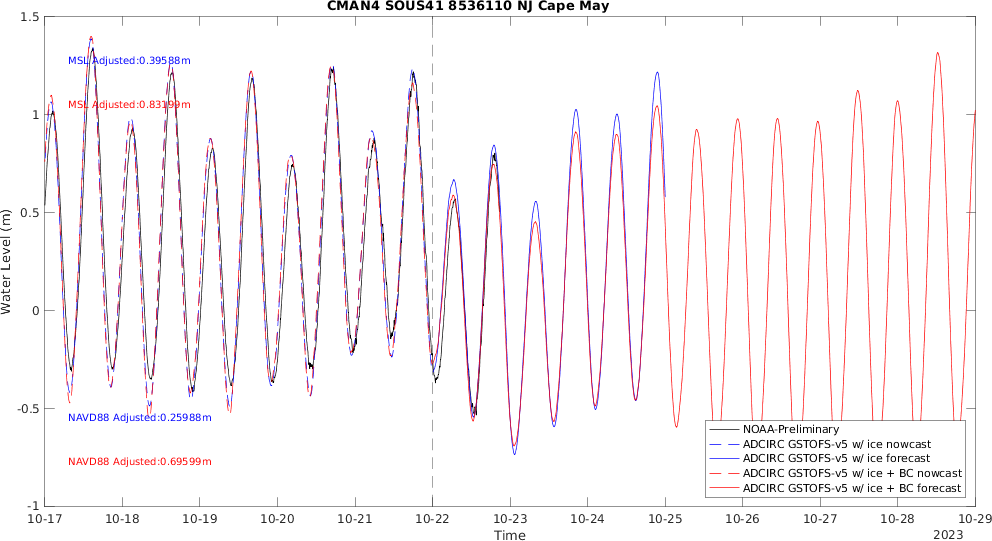 CMAN4 SOUS41 8536110 NJ Cape May
1.5
MSL Adjusted:0.39588m
MSL Adjusted:0.83199m
1
0.5
Water Level (m)
0
-0.5
NAVD88 Adjusted:0.25988m
NAVD88 Adjusted:0.69599m
-1
NOAA-Preliminary
ADCIRC GSTOFS-v5 w/ ice nowcast
ADCIRC GSTOFS-v5 w/ ice forecast
ADCIRC GSTOFS-v5 w/ ice + BC nowcast
ADCIRC GSTOFS-v5 w/ ice + BC forecast
10-17 10-18 10-19 10-20 10-21 10-22 10-23 10-24 10-25 10-26 10-27 10-28 10-29
Time
2023